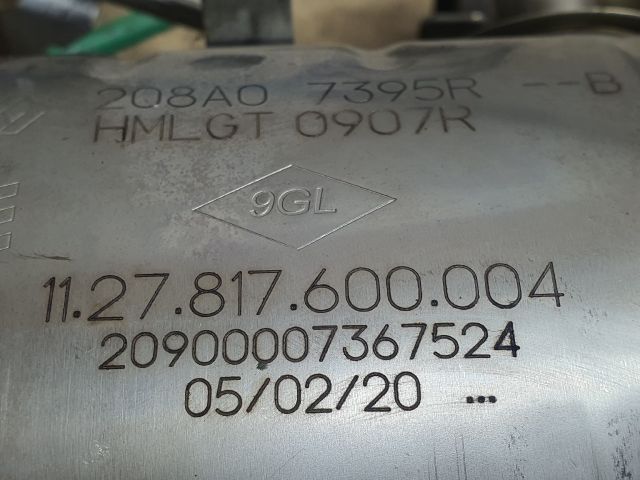 208A0 7395R --B
HMLGT 0907R
9GL
11.27.817.600.004
20900007367524
05/02/20 ...